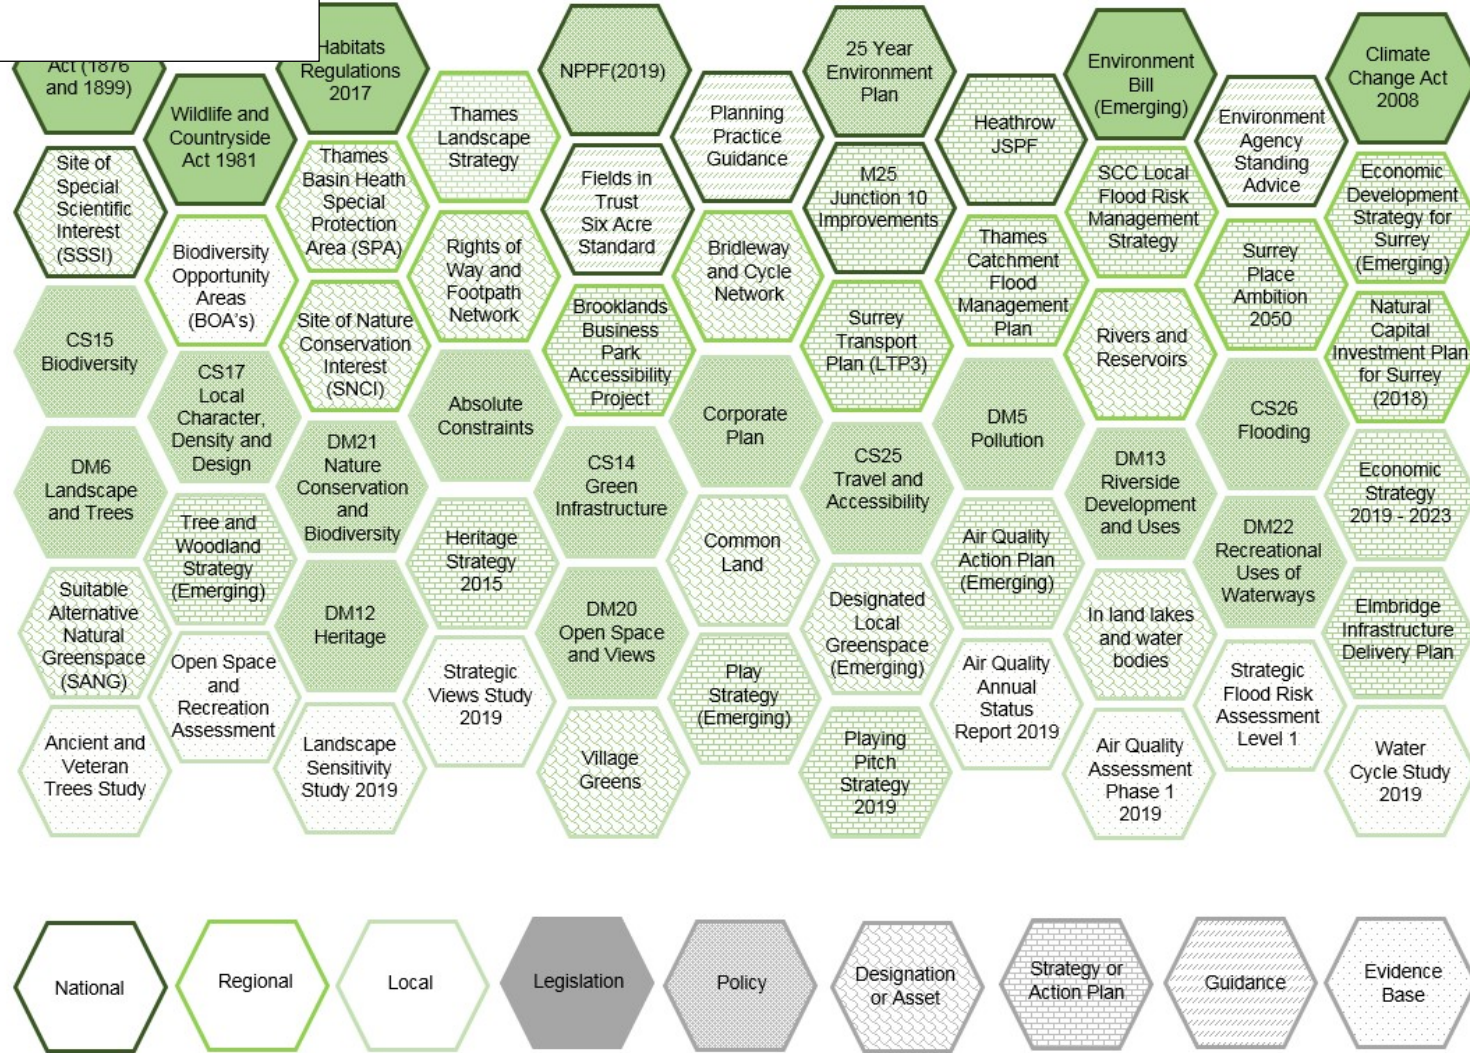 Act (1876
and 1899)
Wildlife and
Countryside
Act 1981
Habitats
Regulations
2017
Thames
Landscape
Strategy
NPPF(2019)
Planning
Practice
Guidance
25 Year
Environment
Plan
Heathrow
JSPF
Environment
Bill
(Emerging)
Environment
Agency
Standing
Advice
Climate
Change Act
2008
Site of
Special
Scientific
Interest
(SSSI)
Biodiversity
Opportunity
Areas
(BOA's)
Thames
Basin Heath
Special
Protection
Area (SPA)
Rights of
Way and
Footpath
Network
Fields in
Trust
Six Acre
Standard
Bridleway
and Cycle
Network
M25
Junction 10
Improvements
Thames
Catchment
Flood
Management
Plan
SCC Local
Flood Risk
Management
Strategy
Surrey
Place
Ambition
2050
Economic
Development
Strategy for
Surrey
(Emerging)
CS15
Biodiversity
CS17
Local
Character,
Density and
Design
Site of Nature
Conservation
Interest
(SNCI)
Absolute
Constraints
Brooklands
Business
Park
Accessibility
Project
Corporate
Plan
Surrey
Transport
Plan (LTP3)
DM5
Pollution
Rivers and
Reservoirs
CS26
Flooding
Natural
Capital
Investment Plan
for Surrey
(2018)
DM6
Landscape
and Trees
Tree and
Woodland
Strategy
(Emerging)
DM21
Nature
Conservation
and
Biodiversity
Heritage
Strategy
2015
CS14
Green
Infrastructure
Common
Land
CS25
Travel and
Accessibility
Air Quality
Action Plan
(Emerging)
DM13
Riverside
Development
and Uses
DM22
Recreational
Uses of
Waterways
Economic
Strategy
2019 - 2023
Suitable
Alternative
Natural
Greenspace
(SANG)
Open Space
and
Recreation
Assessment
DM12
Heritage
Strategic
Views Study
2019
DM20
Open Space
and Views
Play
Strategy
(Emerging)
Designated
Local
Greenspace
(Emerging)
Air Quality
Annual
Status
Report 2019
In land lakes
and water
bodies
Strategic
Flood Risk
Assessment
Level 1
Elmbridge
Infrastructure
Delivery Plan
Ancient and
Veteran
Trees Study
Landscape
Sensitivity
Study 2019
Village
Greens
Playing
Pitch
Strategy
2019
Air Quality
Assessment
Phase 1
2019
Water
Cycle Study
2019
National
Regional
Local
Legislation
Policy
Designation
or Asset
Strategy or
Action Plan
Guidance
Evidence
Base